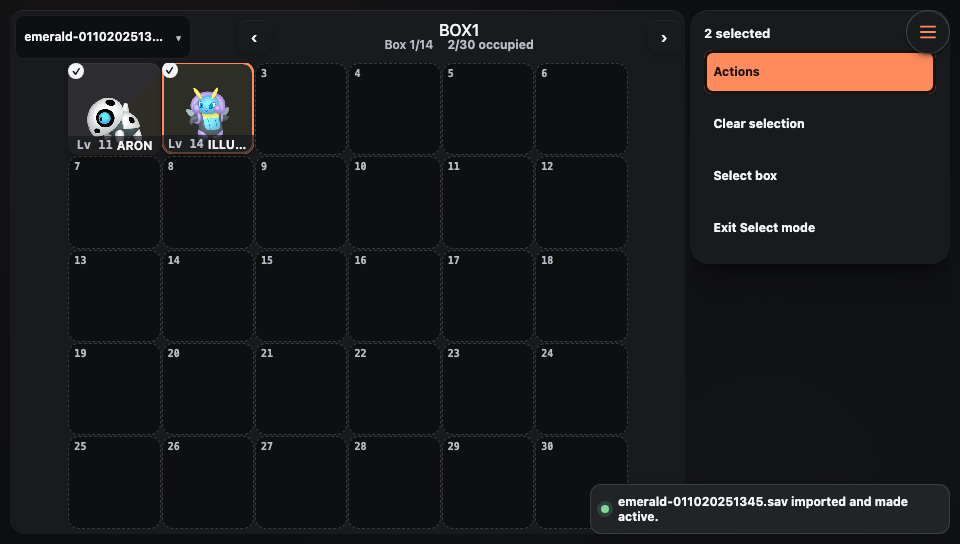 emerald-0110202513...
BOX1
Box 1/14 2/30 occupied
2 selected
Actions
Clear selection
Select box
Exit Select mode
Lv 11 ARON
Lv 14 ILLU...
3
4
5
6
7
8
9
10
11
12
13
14
15
16
17
18
19
20
21
22
23
24
25
26
27
28
29
30
emerald-011020251345.sav imported and made
active.